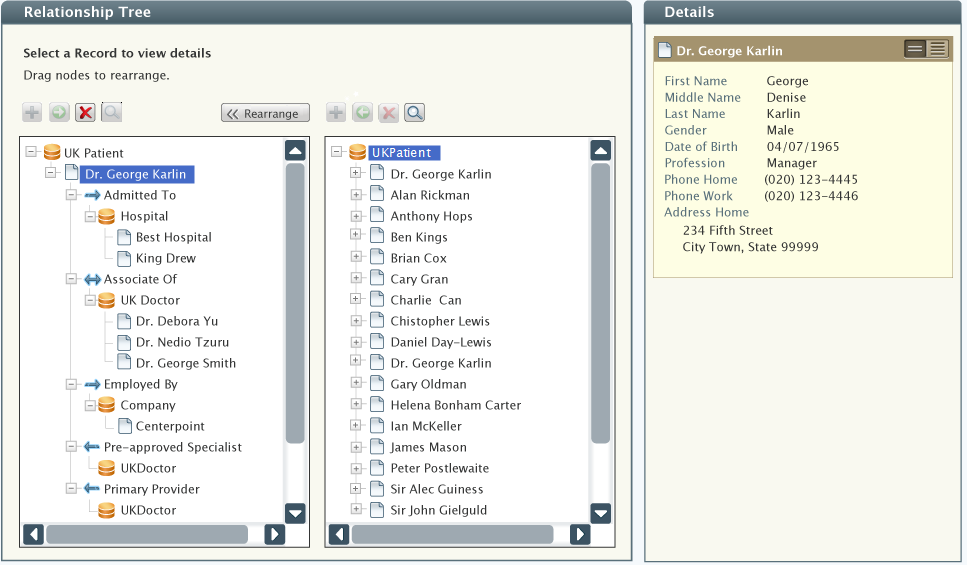 Relationship Tree
Select a Record to view details
Drag nodes to rearrange.
Rearrange
UK Patient
Dr. George Karlin
Admitted To
Hospital
Best Hospital
King Drew
Associate Of
UK Doctor
Dr. Debora Yu
Dr. Nedio Tzuru
Dr. George Smith
Employed By
Company
Centerpoint
Pre-approved Specialist
UKDoctor
Primary Provider
UKDoctor
UKPatient
Dr. George Karlin
Alan Rickman
Anthony Hops
Ben Kings
Brian Cox
Cary Gran
Charlie Can
Chistopher Lewis
Daniel Day-Lewis
Dr. George Karlin
Gary Oldman
Helena Bonham Carter
Ian McKeller
James Mason
Peter Postlewaite
Sir Alec Guiness
Sir John Gielguld
Details
Dr. George Karlin
First Name George
Middle Name Denise
Last Name Karlin
Gender Male
Date of Birth 04/07/1965
Profession Manager
Phone Home (020) 123-4445
Phone Work (020) 123-4446
Address Home
234 Fifth Street
City Town, State 99999